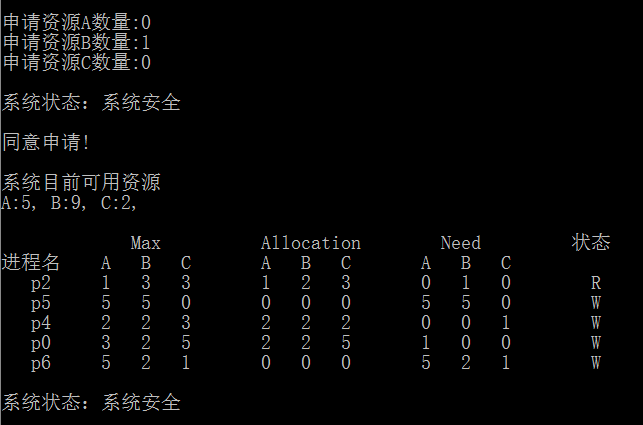 申请资源A数量:0
申请资源B数量:1
申请资源C数量:0
系统状态：系统安全
同意申请!
系统目前可用资源
A:5, B:9, C:2,
Max Allocation Need 状态
进程名 A B C A B C A B C
p2 1 3 3 1 2 3 0 1 0 R
p5 5 5 0 0 0 0 5 5 0 W
p4 2 2 3 2 2 2 0 0 1 W
p0 3 2 5 2 2 5 1 0 0 W
p6 5 2 1 0 0 0 5 2 1 W
系统状态：系统安全